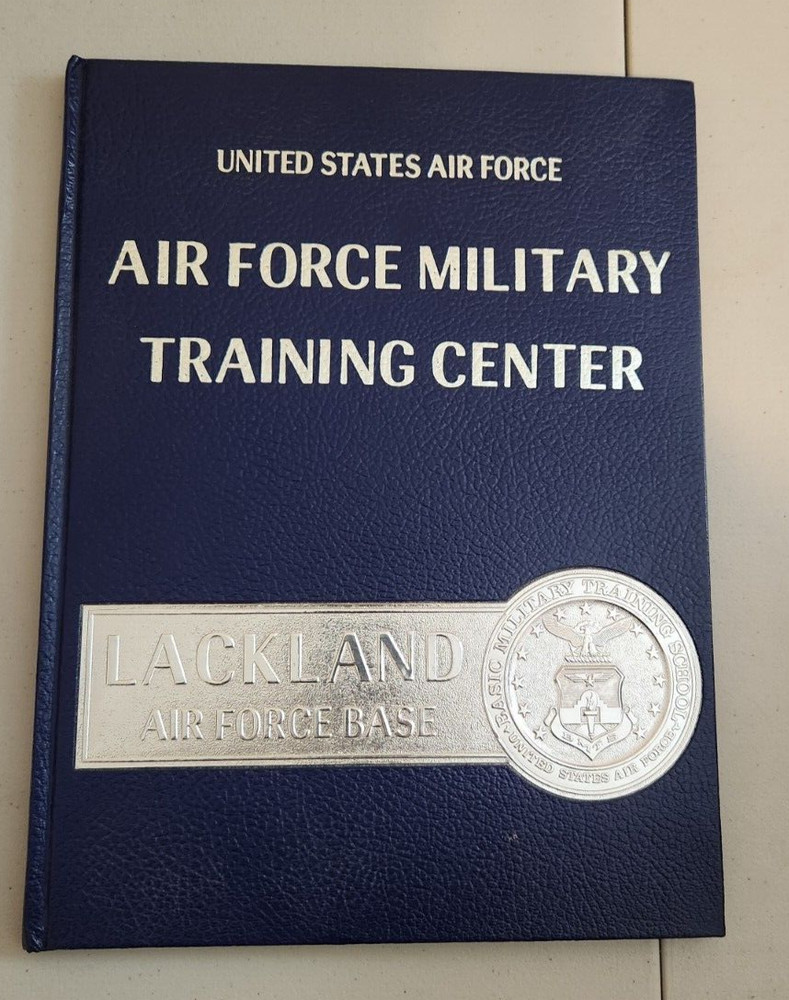 UNITED STATES AIR FORCE
AIR FORCE MILITARY
TRAINING CENTER
LACKLAND
AIR FORCE BASE
BASIC MILITARY TRAINING SCHOOL
UNITED STATES AIR FORCE